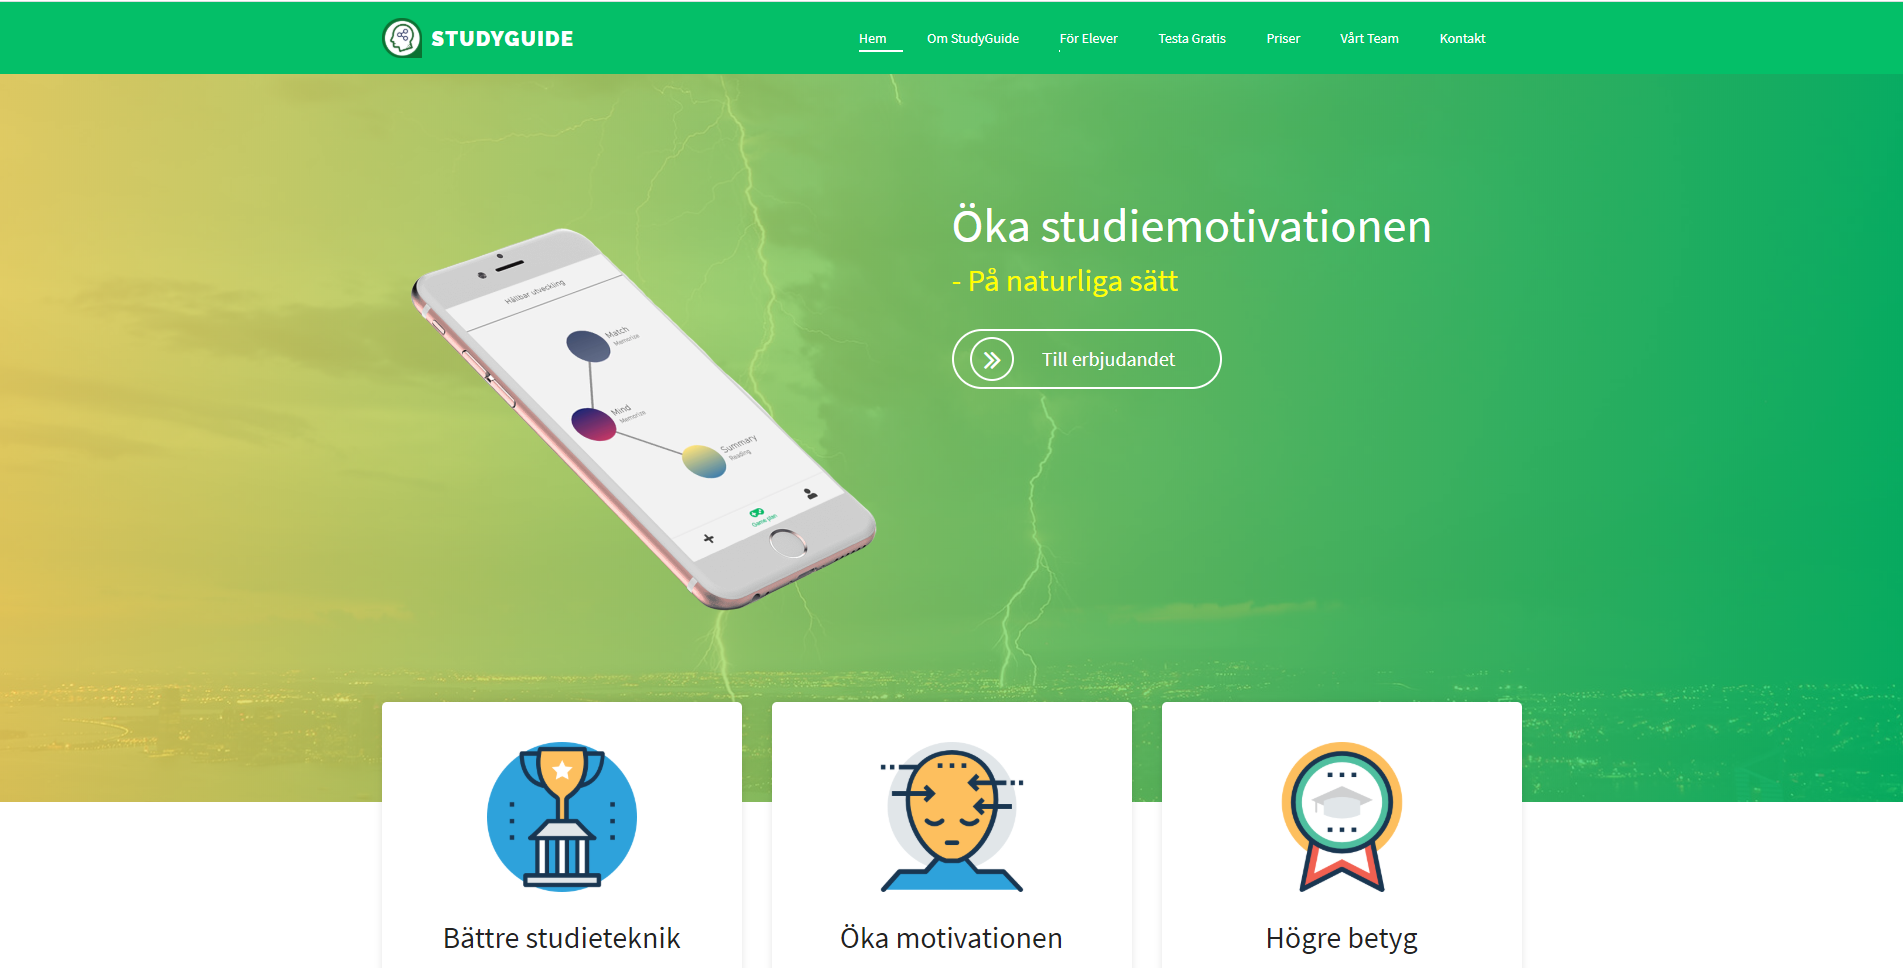 STUDYGUIDE
Hem
Om StudyGuide
För Elever
Testa Gratis
Priser
Vårt Team
Kontakt
Öka studiemotivationen
- På naturliga sätt
Till erbjudandet
Hållbar utveckling
Match
Memorize
Mind
Memorize
Summary
Reading
Game plan
Bättre studieteknik
Öka motivationen
Högre betyg